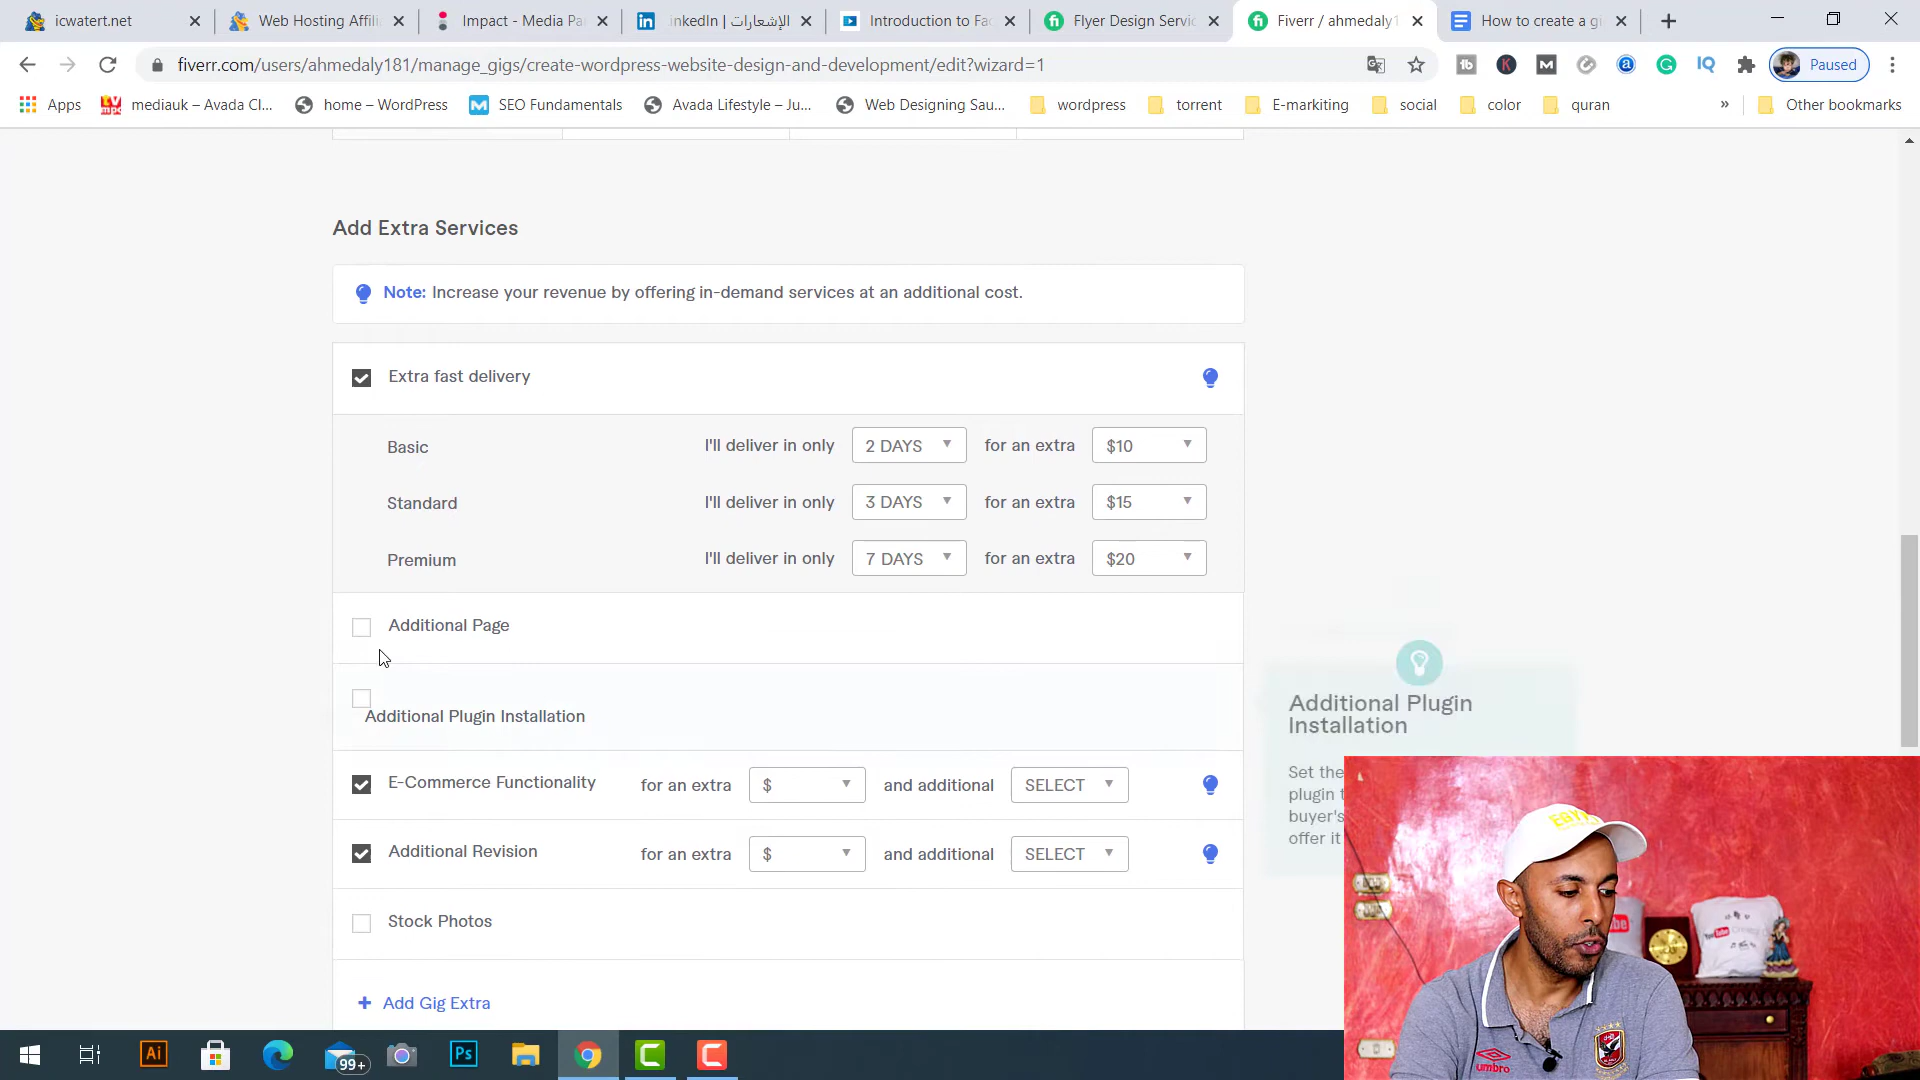 icwatert.net
Web Hosting Affili
Impact - Media Pa
inkedIn | الإشعارات
Introduction to Fac
Flyer Design Servic
Fiverr / ahmedaly1
How to create a gi
fiverr.com/users/ahmedaly181/manage_gigs/create-wordpress-website-design-and-development/edit?wizard=1
Paused
Apps
mediauk – Avada Cl...
home – WordPress
SEO Fundamentals
Avada Lifestyle – Ju...
Web Designing Sau...
wordpress
torrent
E-markiting
social
color
quran
»
Other bookmarks
Add Extra Services
Note: Increase your revenue by offering in-demand services at an additional cost.
Extra fast delivery
Basic I'll deliver in only 2 DAYS for an extra $10
Standard I'll deliver in only 3 DAYS for an extra $15
Premium I'll deliver in only 7 DAYS for an extra $20
Additional Page
Additional Plugin Installation
E-Commerce Functionality for an extra $ and additional SELECT
Additional Revision for an extra $ and additional SELECT
Stock Photos
+ Add Gig Extra
Additional Plugin
Installation
Set the
plugin
buyer's
offer it
EGYPT
umbro
99+
Ai
Ps